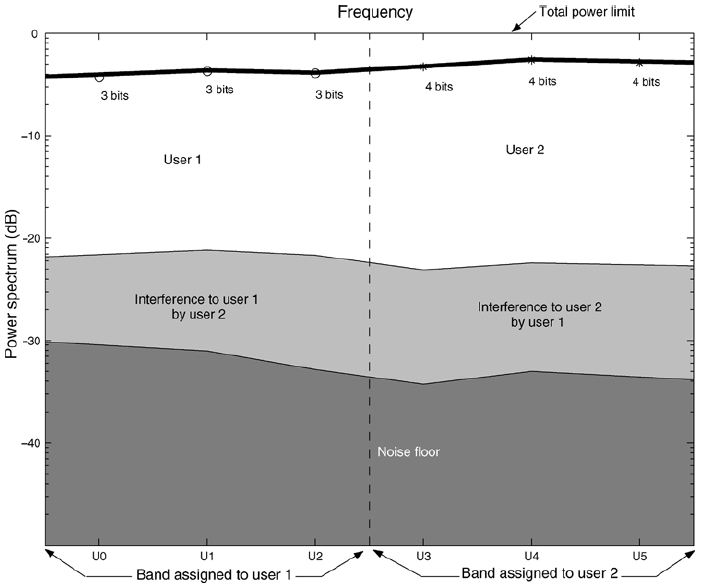 Frequency
Total power limit
0
3 bits
3 bits
3 bits
4 bits
4 bits
4 bits
−10
User 1
User 2
Power spectrum (dB)
−20
Interference to user 1
by user 2
Interference to user 2
by user 1
−30
−40
Noise floor
U0
U1
U2
U3
U4
U5
Band assigned to user 1
Band assigned to user 2